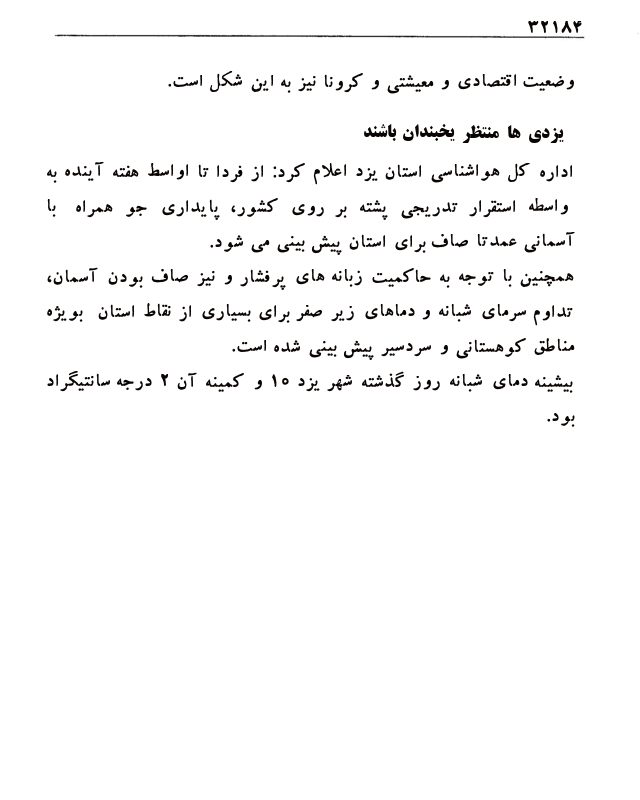 ۳۲۱۸۴
وضعیت اقتصادی و معیشتی و کرونا نیز به این شکل است.
یزدی ها منتظر یخبندان باشند
اداره کل هواشناسی استان یزد اعلام کرد: از فردا تا اواسط هفته آینده به
واسطه استقرار تدریجی پشته بر روی کشور، پایداری جو همراه با
آسمانی عمدتا صاف برای استان پیش بینی می شود.
همچنین با توجه به حاکمیت زبانه های پرفشار و نیز صاف بودن آسمان،
تداوم سرمای شبانه و دماهای زیر صفر برای بسیاری از نقاط استان بویژه
مناطق کوهستانی و سردسیر پیش بینی شده است.
بیشینه دمای شبانه روز گذشته شهر یزد ۱۵ و کمینه آن ۲ درجه سانتیگراد
بود.